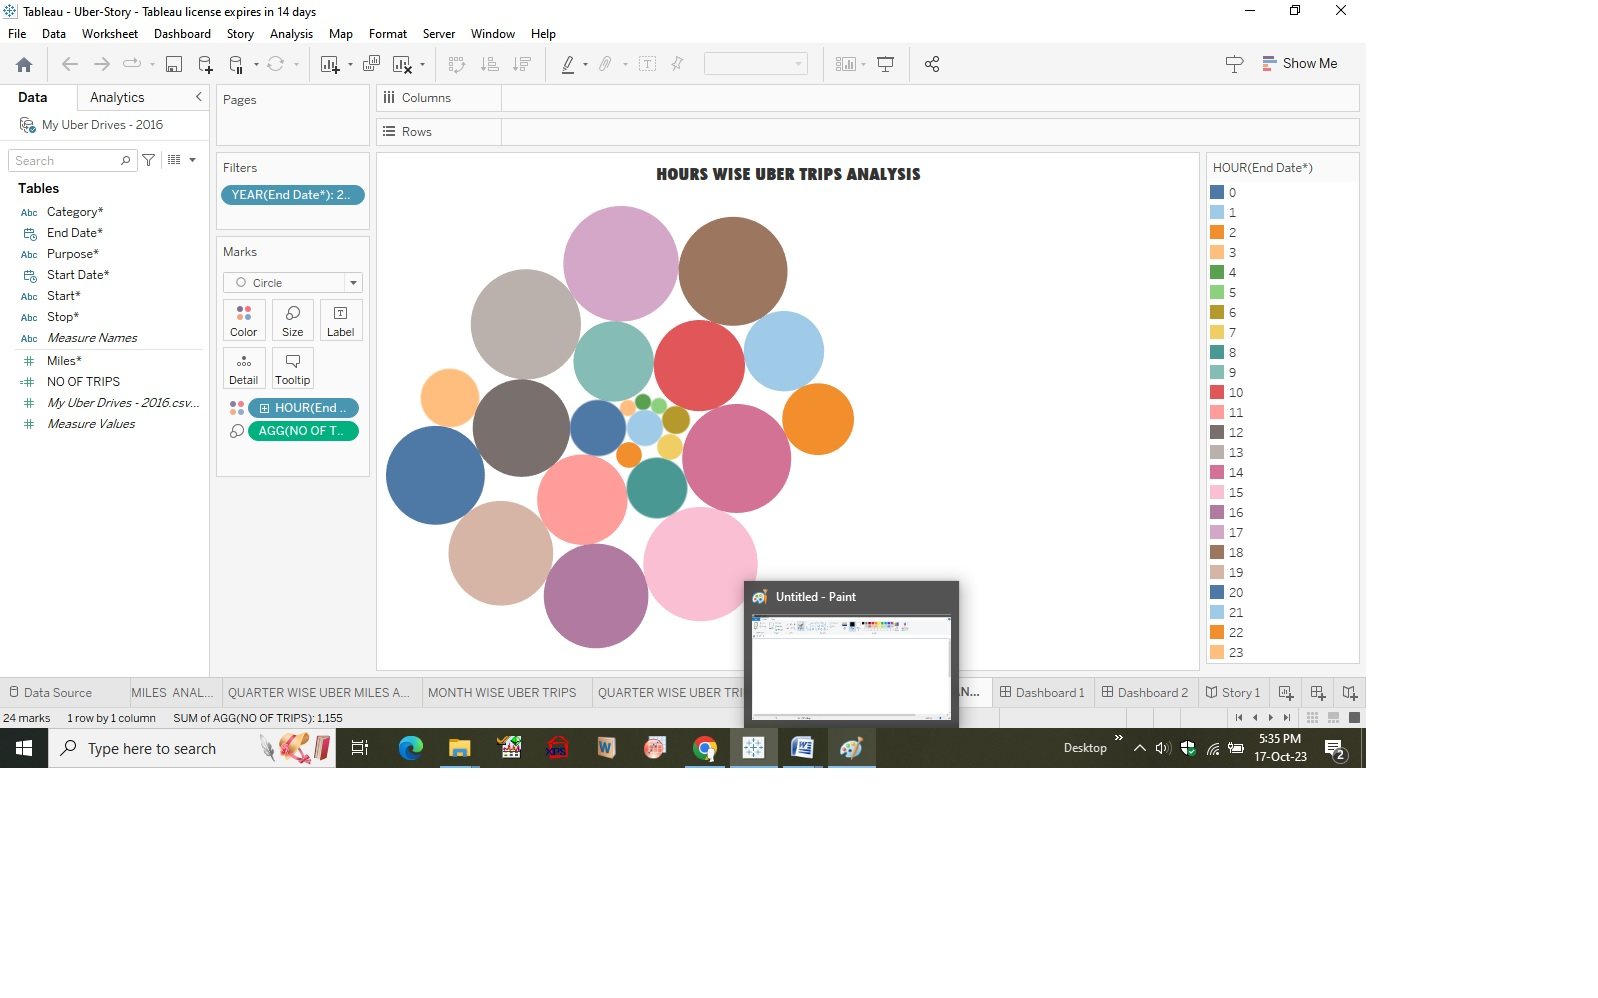 Tableau - Uber-Story - Tableau license expires in 14 days
File Data Worksheet Dashboard Story Analysis Map Format Server Window Help
Show Me
Data Analytics
My Uber Drives - 2016
Search
Tables
Abc Category*
End Date*
Abc Purpose*
Start Date*
Abc Start*
Abc Stop*
Abc Measure Names
Miles*
NO OF TRIPS
My Uber Drives - 2016.csv...
Measure Values
Pages
Filters
YEAR(End Date*): 2..
Marks
Circle
Color Size Label
Detail Tooltip
HOUR(End ..
AGG(NO OF T..
Columns
Rows
HOURS WISE UBER TRIPS ANALYSIS
HOUR(End Date*)
0
1
2
3
4
5
6
7
8
9
10
11
12
13
14
15
16
17
18
19
20
21
22
23
Untitled - Paint
Data Source MILES ANAL... QUARTER WISE UBER MILES A... MONTH WISE UBER TRIPS QUARTER WISE UBER TRI N... Dashboard 1 Dashboard 2 Story 1
24 marks 1 row by 1 column SUM of AGG(NO OF TRIPS): 1,155
Type here to search
XPS
W
Desktop
5:35 PM
17-Oct-23
2